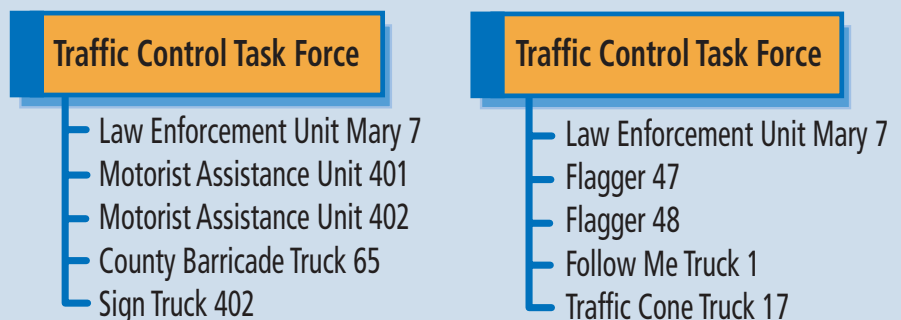 Traffic Control Task Force
Law Enforcement Unit Mary 7
Motorist Assistance Unit 401
Motorist Assistance Unit 402
County Barricade Truck 65
Sign Truck 402
Traffic Control Task Force
Law Enforcement Unit Mary 7
Flagger 47
Flagger 48
Follow Me Truck 1
Traffic Cone Truck 17